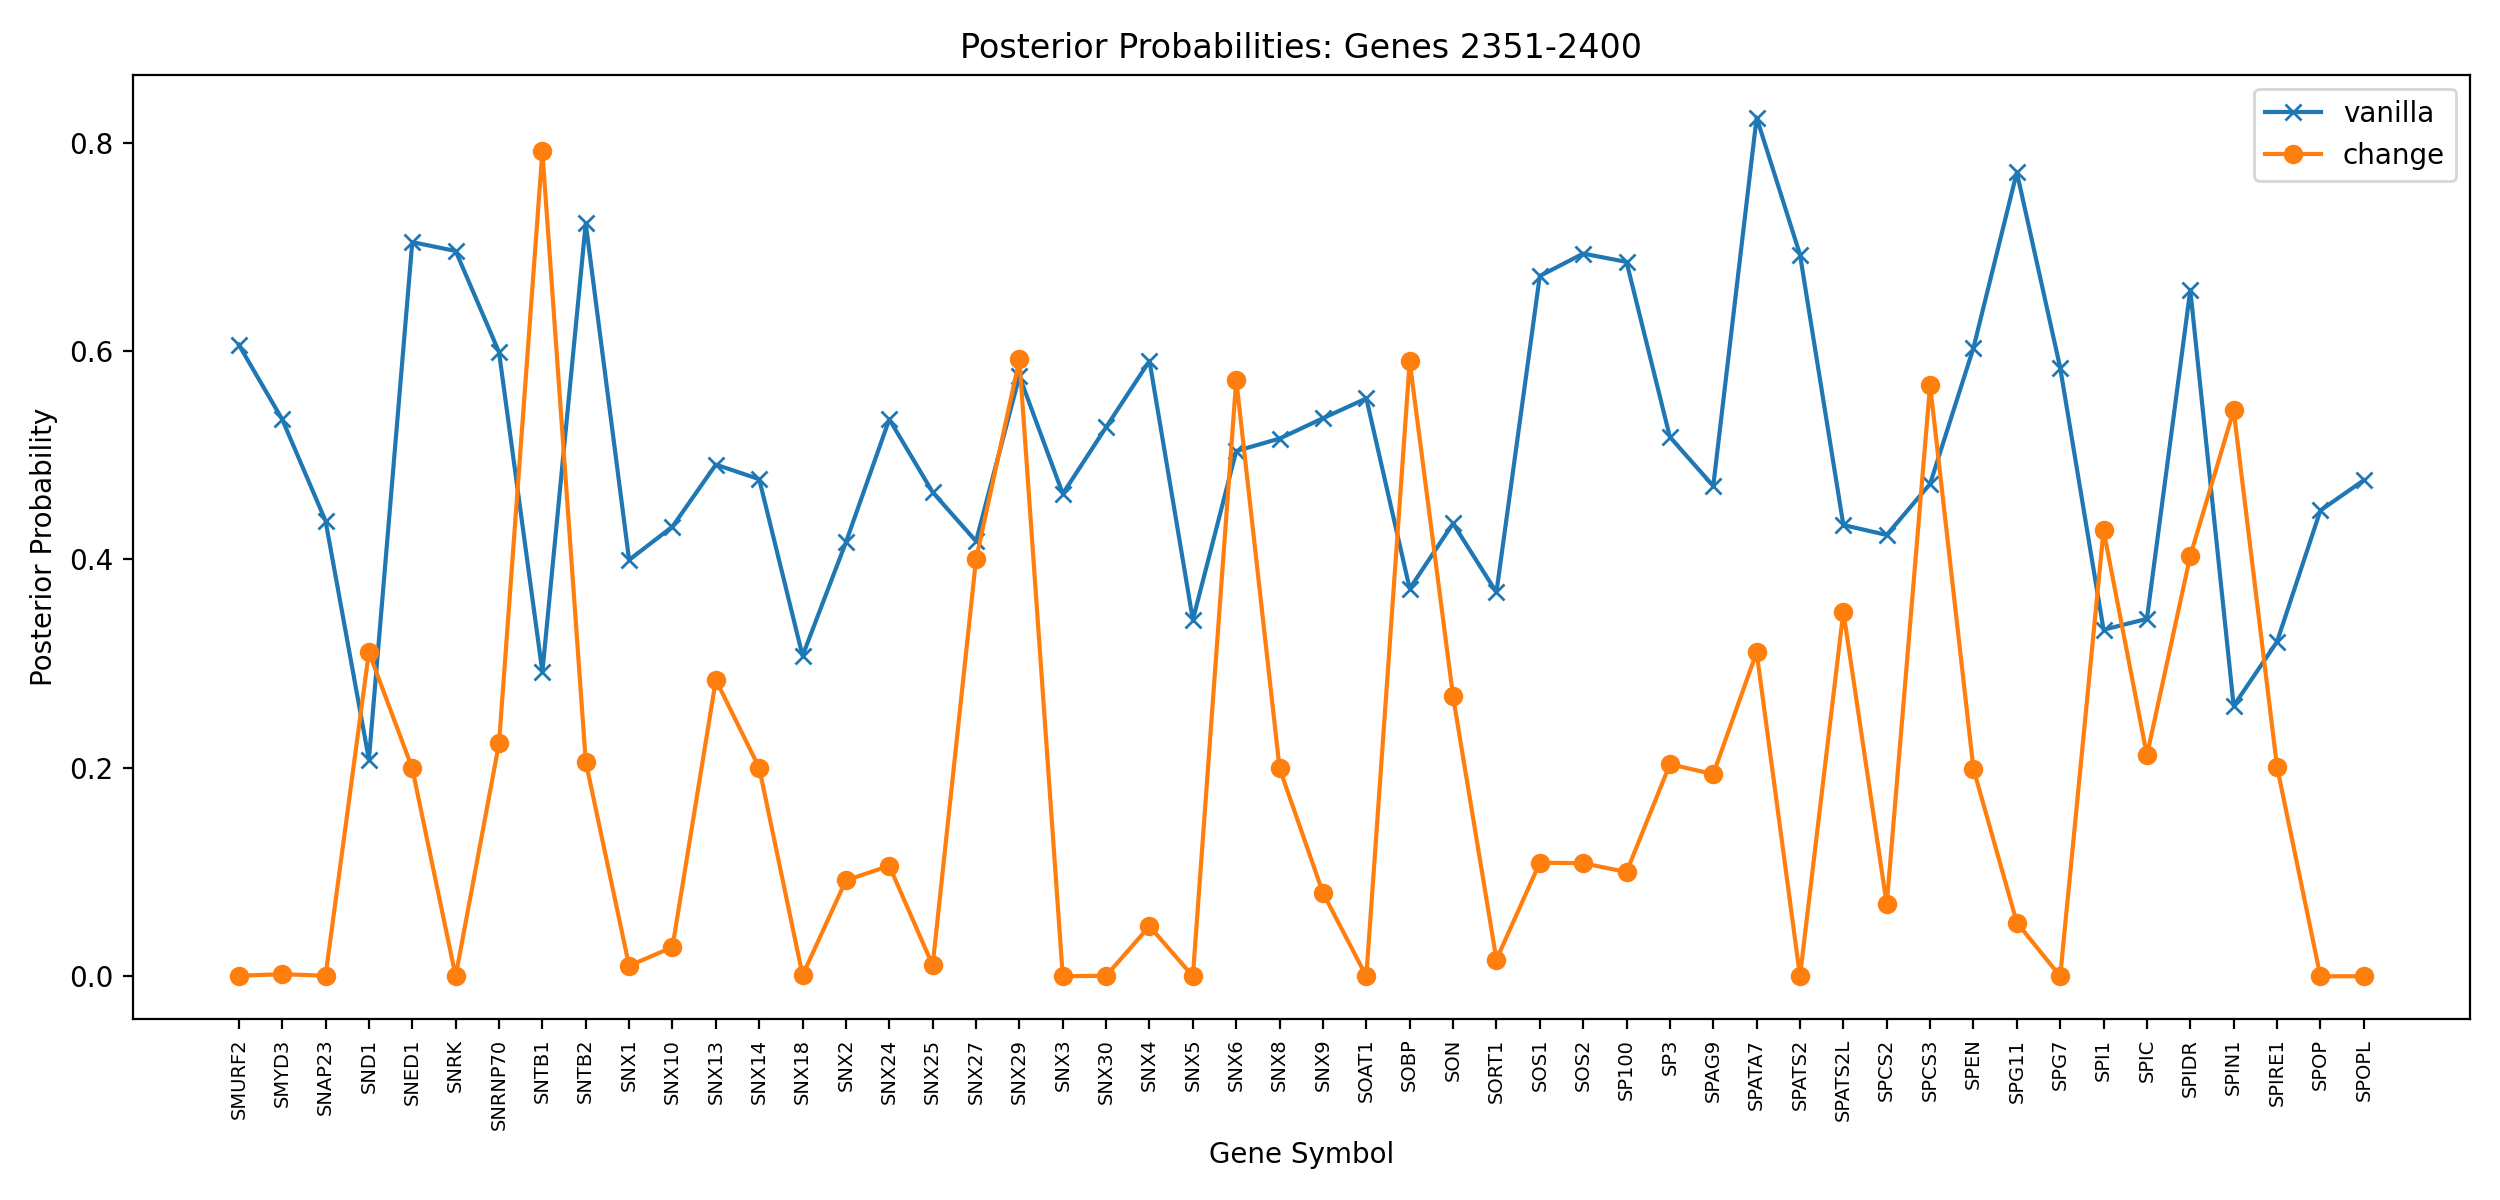 Posterior Probabilities: Genes 2351-2400
vanilla
change
Posterior Probability
0.8
0.6
0.4
0.2
0.0
SMURF2
SMYD3
SNAP23
SND1
SNED1
SNRK
SNRNP70
SNTB1
SNTB2
SNX1
SNX10
SNX13
SNX14
SNX18
SNX2
SNX24
SNX25
SNX27
SNX29
SNX3
SNX30
SNX4
SNX5
SNX6
SNX8
SNX9
SOAT1
SOBP
SON
SORT1
SOS1
SOS2
SP100
SP3
SPAG9
SPATA7
SPATS2
SPATS2L
SPCS2
SPCS3
SPEN
SPG11
SPG7
SPI1
SPIC
SPIDR
SPIN1
SPIRE1
SPOP
SPOPL
Gene Symbol